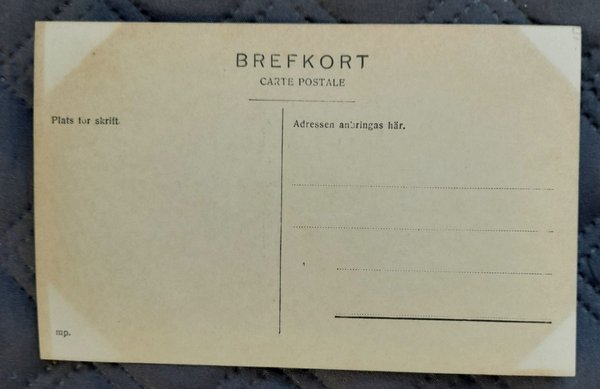 BREFKORT
CARTE POSTALE
Plats för skrift.
Adressen anbringas här.
mp.